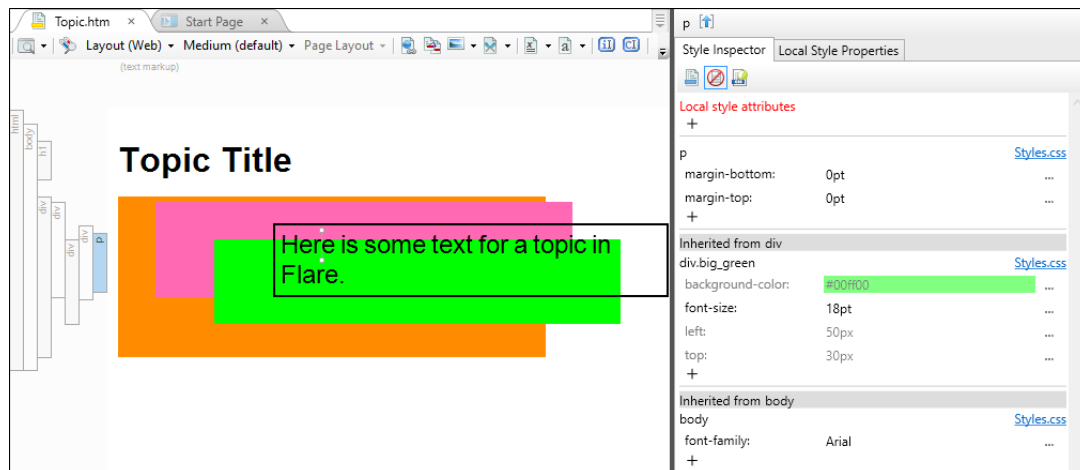 Topic.htm × Start Page ×
Layout (Web) Medium (default) Page Layout
(text markup)
html
body
h1
div
div
div
div
p
Topic Title
Here is some text for a topic in
Flare.
p
Style Inspector Local Style Properties
Local style attributes
+
p Styles.css
margin-bottom: 0pt ...
margin-top: 0pt ...
+
Inherited from div
div.big_green Styles.css
background-color: #00ff00 ...
font-size: 18pt ...
left: 50px ...
top: 30px ...
+
Inherited from body
body Styles.css
font-family: Arial ...
+